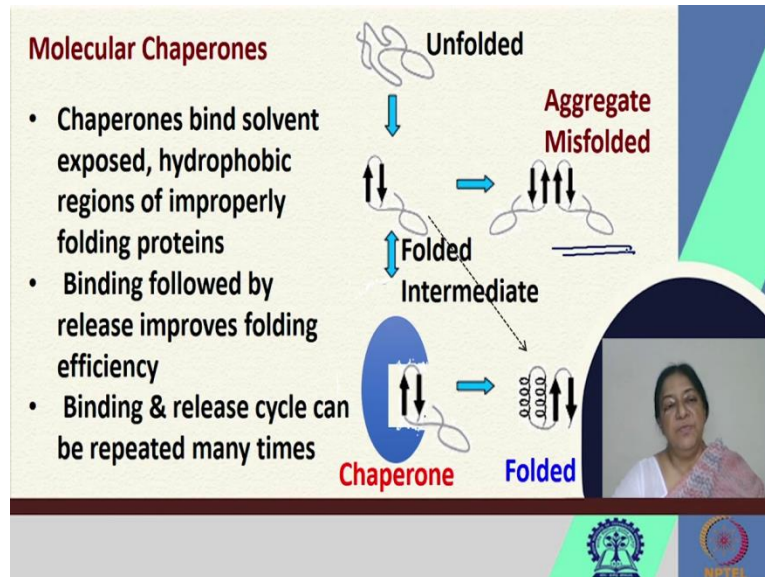 Molecular Chaperones
• Chaperones bind solvent
exposed, hydrophobic
regions of improperly
folding proteins
• Binding followed by
release improves folding
efficiency
• Binding & release cycle can
be repeated many times
Unfolded
Aggregate
Misfolded
Folded
Intermediate
Chaperone
Folded
NPTEL